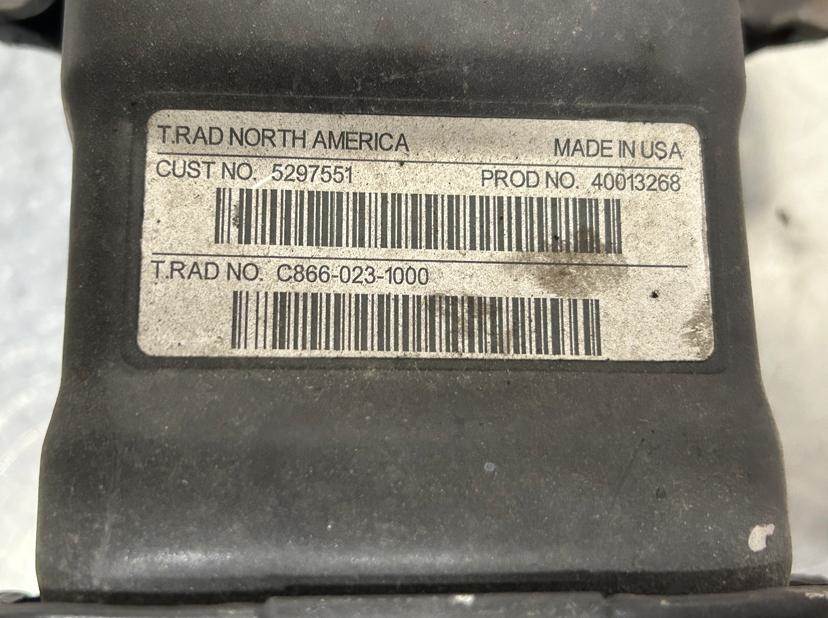 T.RAD NORTH AMERICA MADE IN USA
CUST NO. 5297551 PROD NO. 40013268
T.RAD NO. C866-023-1000